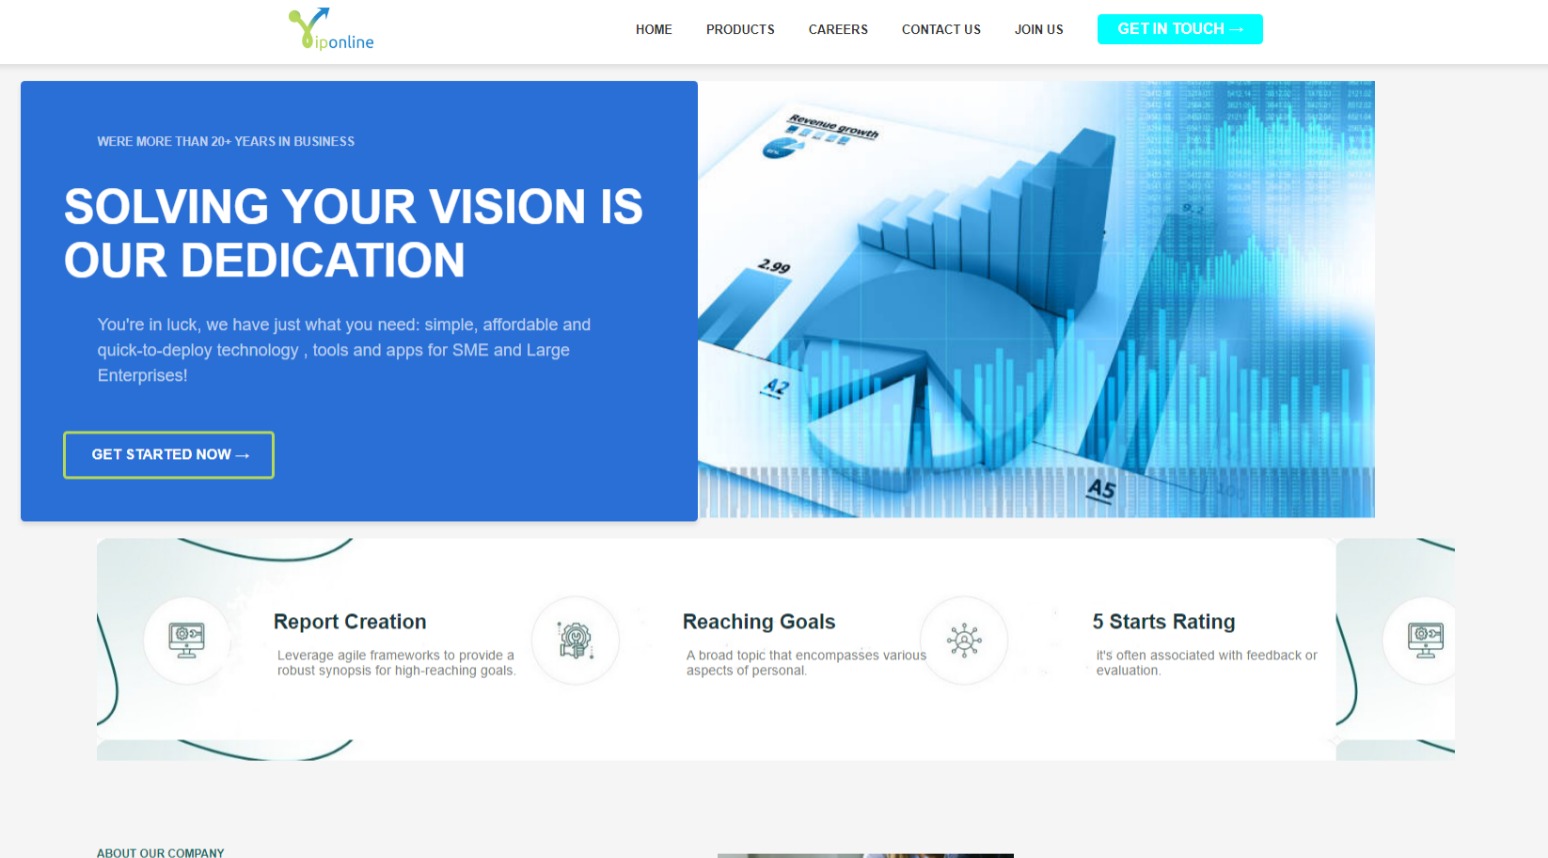 Yiponline
HOME PRODUCTS CAREERS CONTACT US JOIN US GET IN TOUCH →
WERE MORE THAN 20+ YEARS IN BUSINESS
SOLVING YOUR VISION IS
OUR DEDICATION
You're in luck, we have just what you need: simple, affordable and
quick-to-deploy technology , tools and apps for SME and Large
Enterprises!
GET STARTED NOW →
Revenue growth
2.99
9.2
A2
A5
100
Report Creation
Leverage agile frameworks to provide a
robust synopsis for high-reaching goals.
Reaching Goals
A broad topic that encompasses various
aspects of personal.
5 Starts Rating
it's often associated with feedback or
evaluation.
ABOUT OUR COMPANY